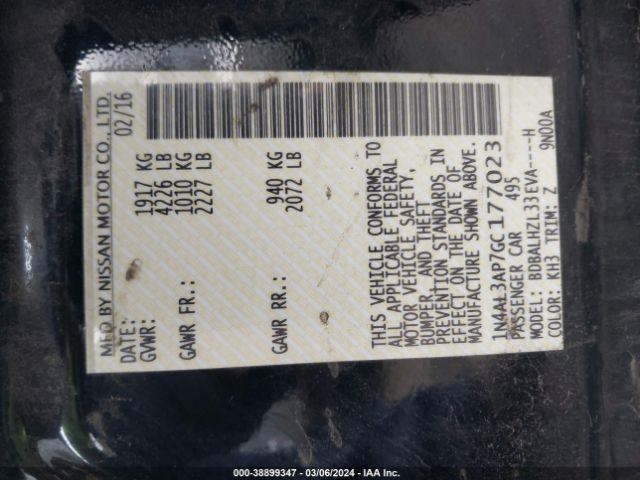 MFD BY NISSAN MOTOR CO., LTD.
DATE: 02/16
GVWR: 1917 KG
4226 LB
GAWR FR.: 1010 KG
2227 LB
GAWR RR.: 940 KG
2072 LB
THIS VEHICLE CONFORMS TO
ALL APPLICABLE FEDERAL
MOTOR VEHICLE SAFETY,
BUMPER, AND THEFT
PREVENTION STANDARDS IN
EFFECT ON THE DATE OF
MANUFACTURE SHOWN ABOVE.
1N4AL3AP7GC177023
PASSENGER CAR 495
MODEL: BDBALHZL33EVA----H
COLOR: KH3 TRIM: Z 9N00A
000-38899347 - 03/06/2024 - IAA Inc.